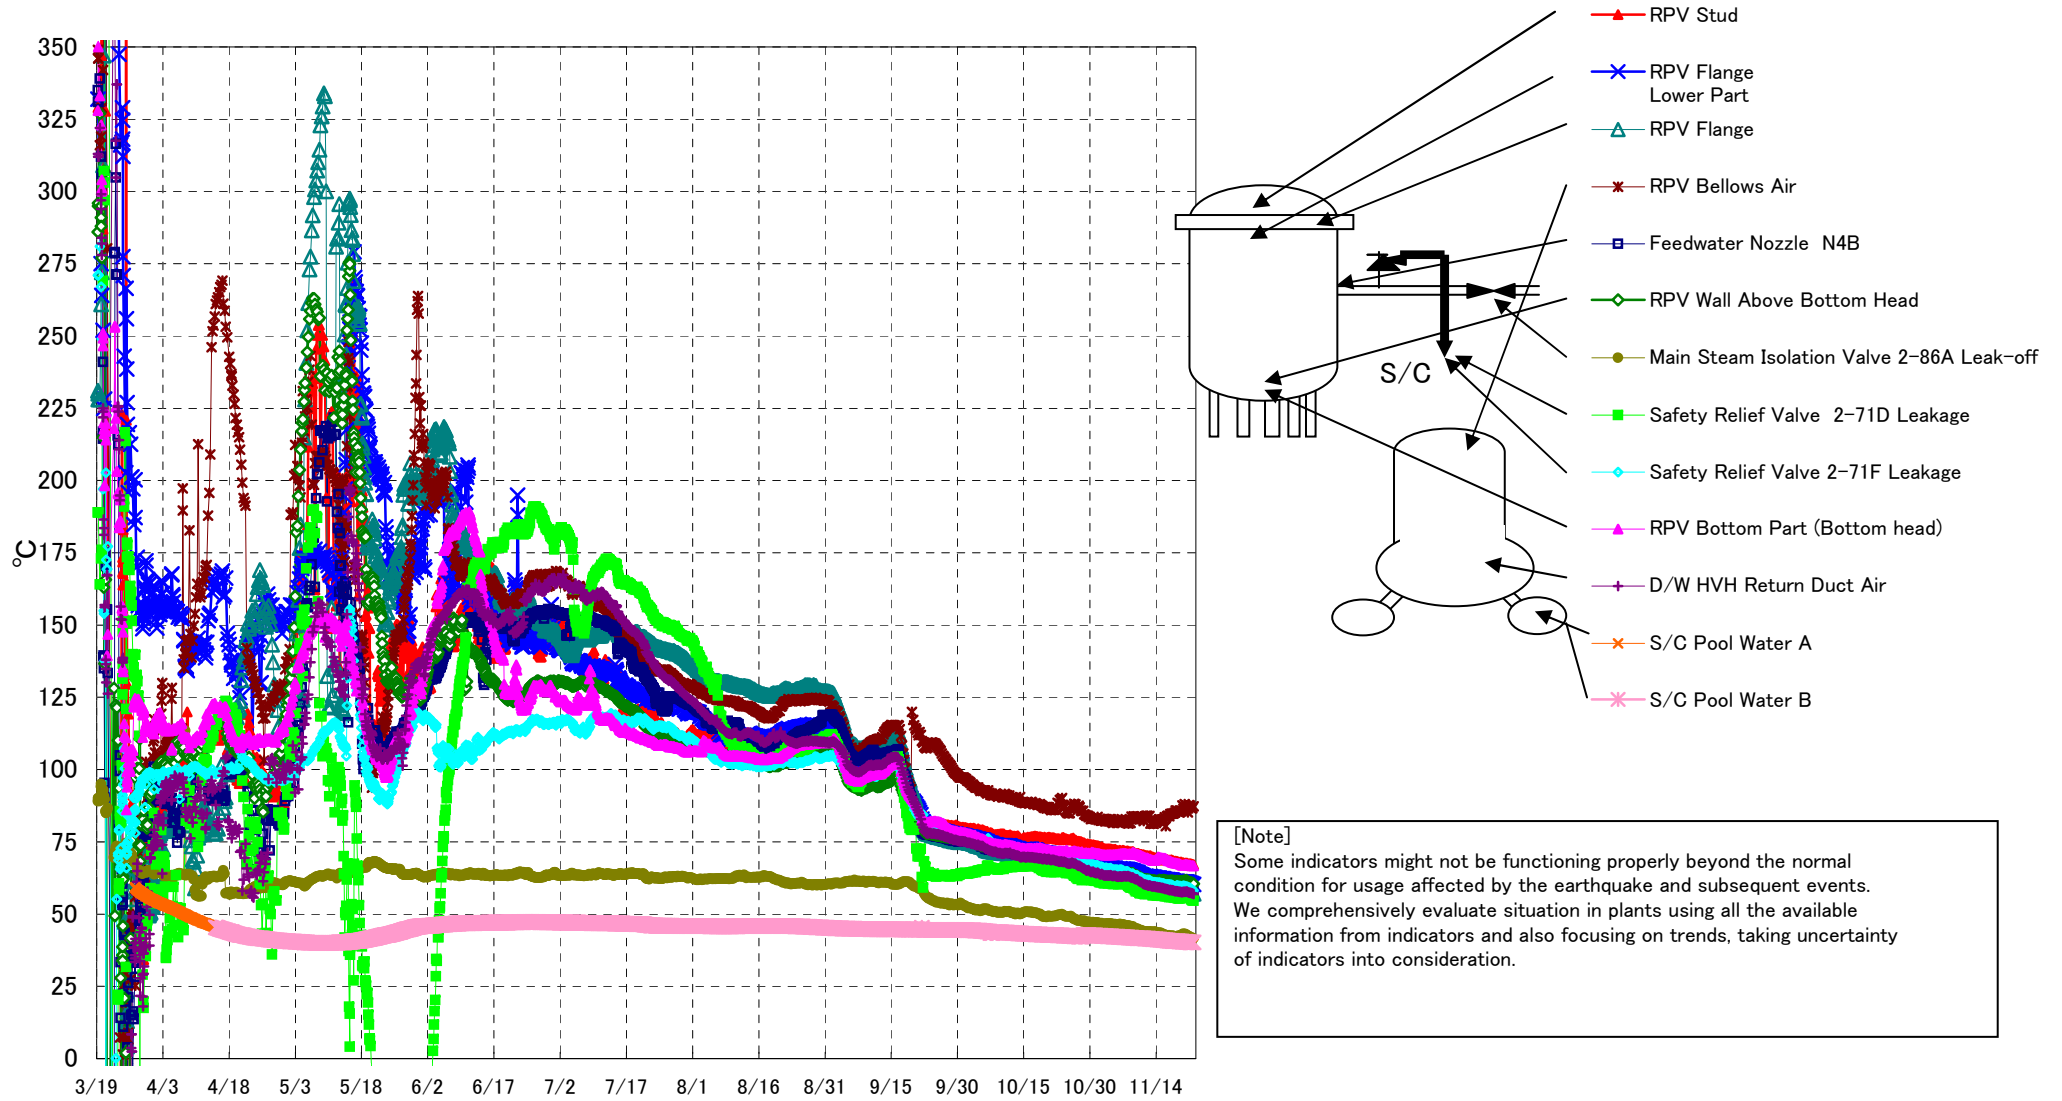 350
325
300
275
250
225
200
175
150
125
100
75
50
25
0
℃
3/19 4/3 4/18 5/3 5/18 6/2 6/17 7/2 7/17 8/1 8/16 8/31 9/15 9/30 10/15 10/30 11/14
RPV Stud
RPV Flange
Lower Part
RPV Flange
RPV Bellows Air
Feedwater Nozzle N4B
RPV Wall Above Bottom Head
Main Steam Isolation Valve 2-86A Leak-off
Safety Relief Valve 2-71D Leakage
Safety Relief Valve 2-71F Leakage
RPV Bottom Part (Bottom head)
D/W HVH Return Duct Air
S/C Pool Water A
S/C Pool Water B
S/C
[Note]
Some indicators might not be functioning properly beyond the normal
condition for usage affected by the earthquake and subsequent events.
We comprehensively evaluate situation in plants using all the available
information from indicators and also focusing on trends, taking uncertainty
of indicators into consideration.